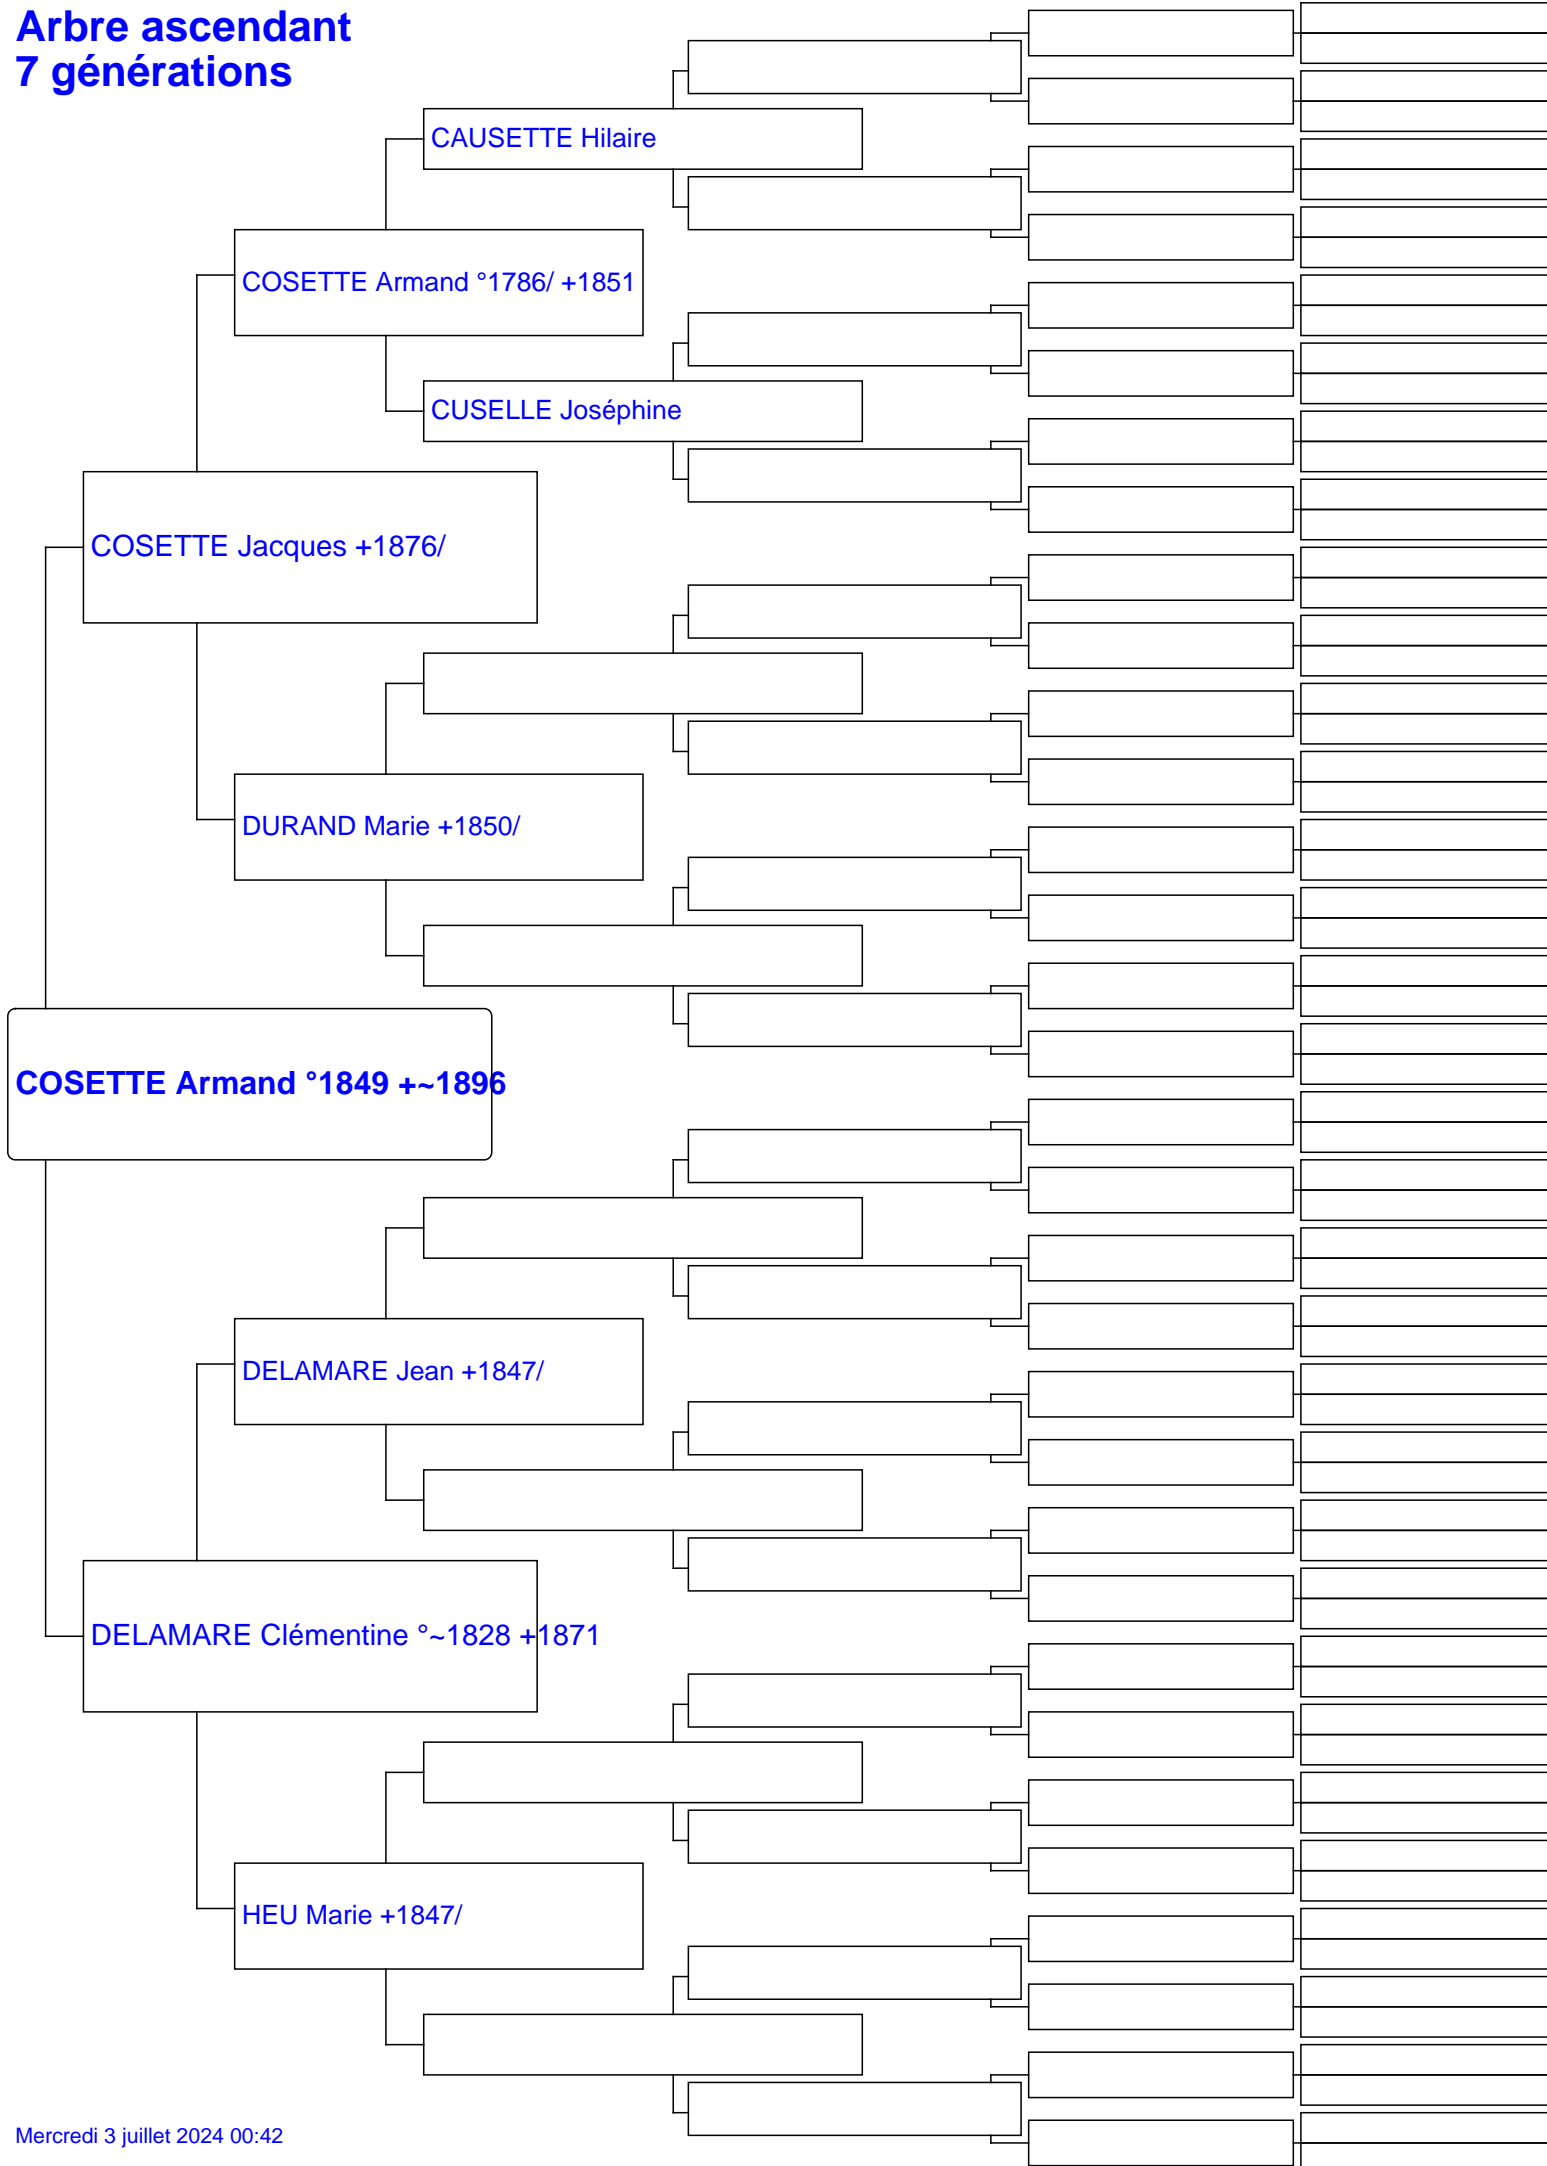 Arbre ascendant
7 générations
CAUSETTE Hilaire
COSETTE Armand °1786/ +1851
CUSELLE Joséphine
COSETTE Jacques +1876/
DURAND Marie +1850/
COSETTE Armand °1849 +~1896
DELAMARE Jean +1847/
DELAMARE Clémentine °~1828 +1871
HEU Marie +1847/
Mercredi 3 juillet 2024 00:42